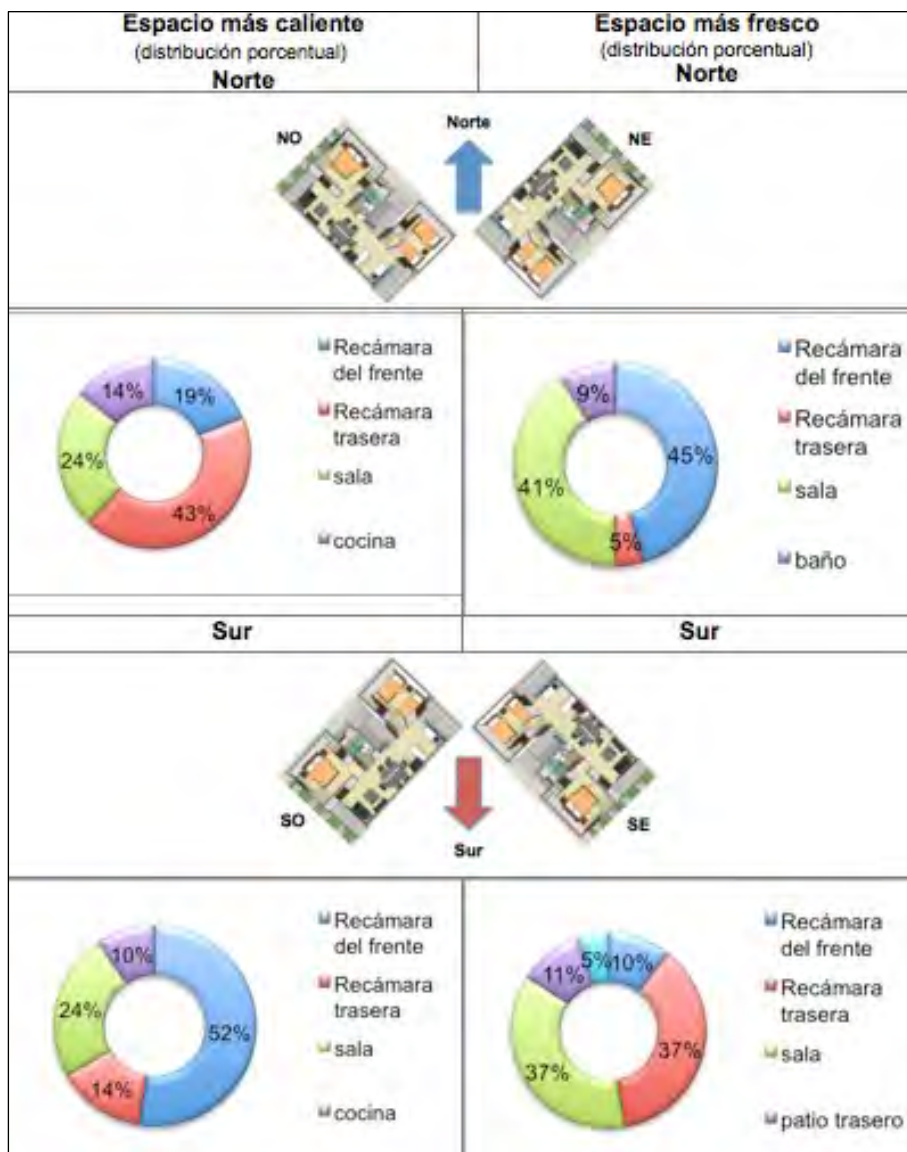 Espacio más caliente
(distribución porcentual)
Norte
Espacio más fresco
(distribución porcentual)
Norte
NO
Norte
NE
14%
19%
24%
43%
Recámara
del frente
Recámara
trasera
sala
cocina
9%
45%
41%
5%
Recámara
del frente
Recámara
trasera
sala
baño
Sur
Sur
SO
SE
Sur
10%
24%
52%
14%
Recámara
del frente
Recámara
trasera
sala
cocina
5%
10%
11%
37%
37%
Recámara
del frente
Recámara
trasera
sala
patio trasero